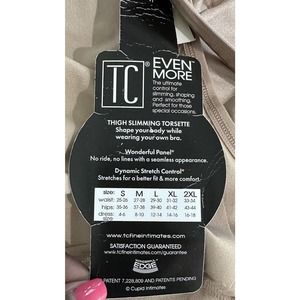 TC®
EVEN
MORE
The ultimate
control for
slimming, shaping
and smoothing.
Perfect for those
special occasions.
THIGH SLIMMING TORSETTE
Shape your body while
wearing your own bra.
Wonderful Panel®
No ride, no lines with a seamless appearance.
Dynamic Stretch Control®
Stretches for a better fit & more comfort.
size: S M L XL 2XL
waist: 25-26 27-28 29-30 31-32 33-34
hips: 35-36 37-38 39-40 41-42 43-44
dress size 4-6 8-10 12-14 14-16 16-18
www.tcfineintimates.com
SATISFACTION GUARANTEED
www.tcfineintimates.com/guarantee
EDGE
PATENT 7,228,809 AND PATENTS PENDING
© Cupid Intimates